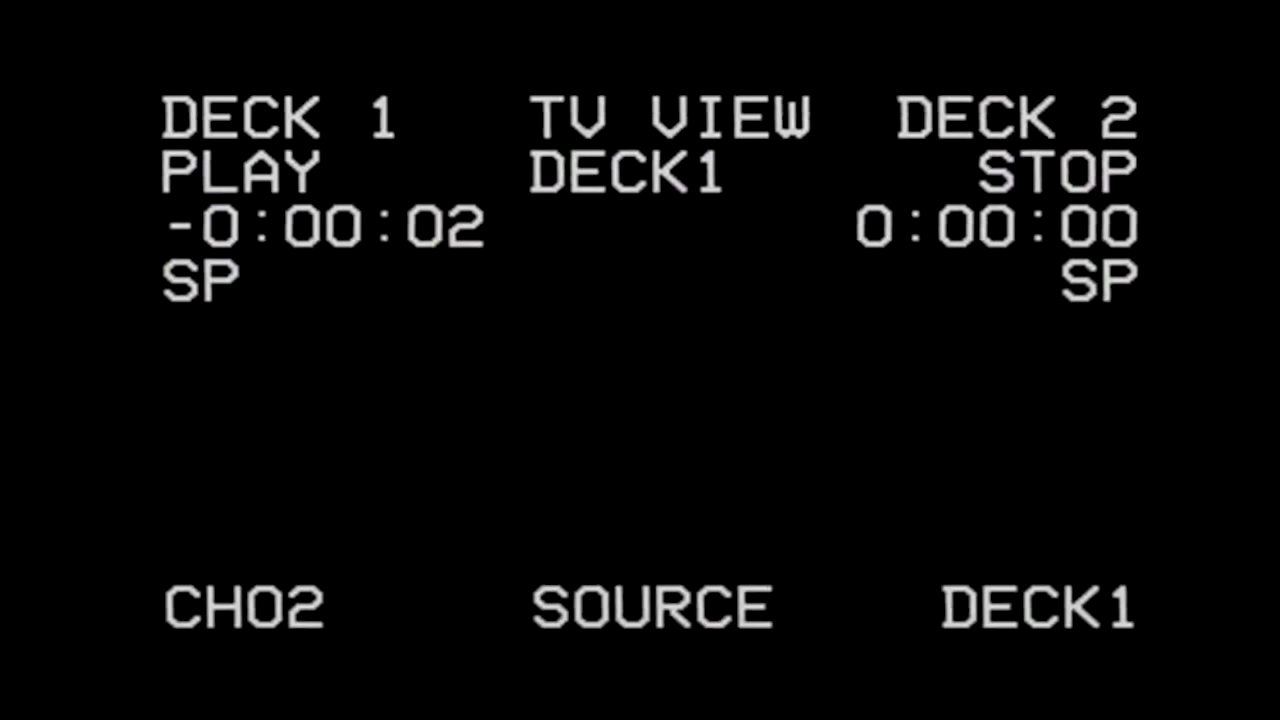 DECK 1 TV VIEW DECK 2
PLAY DECK1 STOP
-0:00:02 0:00:00
SP SP
CH02 SOURCE DECK1